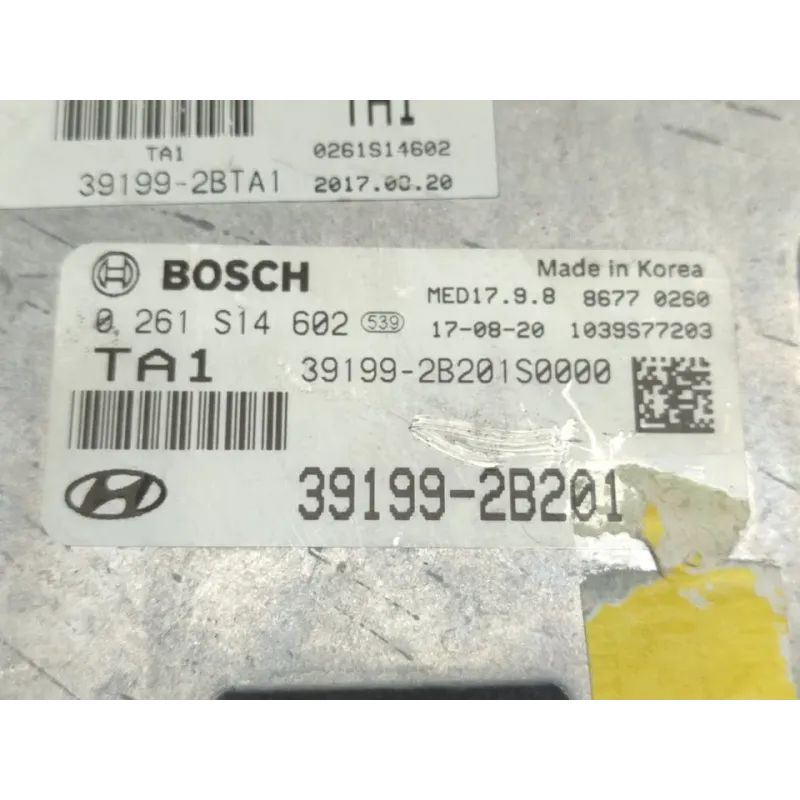 TA1
TA1
0261S14602
39199-2BTA1
2017.08.20
BOSCH
Made in Korea
MED17.9.8 8677 0260
0 261 S14 602 539
17-08-20 1039S77203
TA1
39199-2B201S0000
39199-2B201